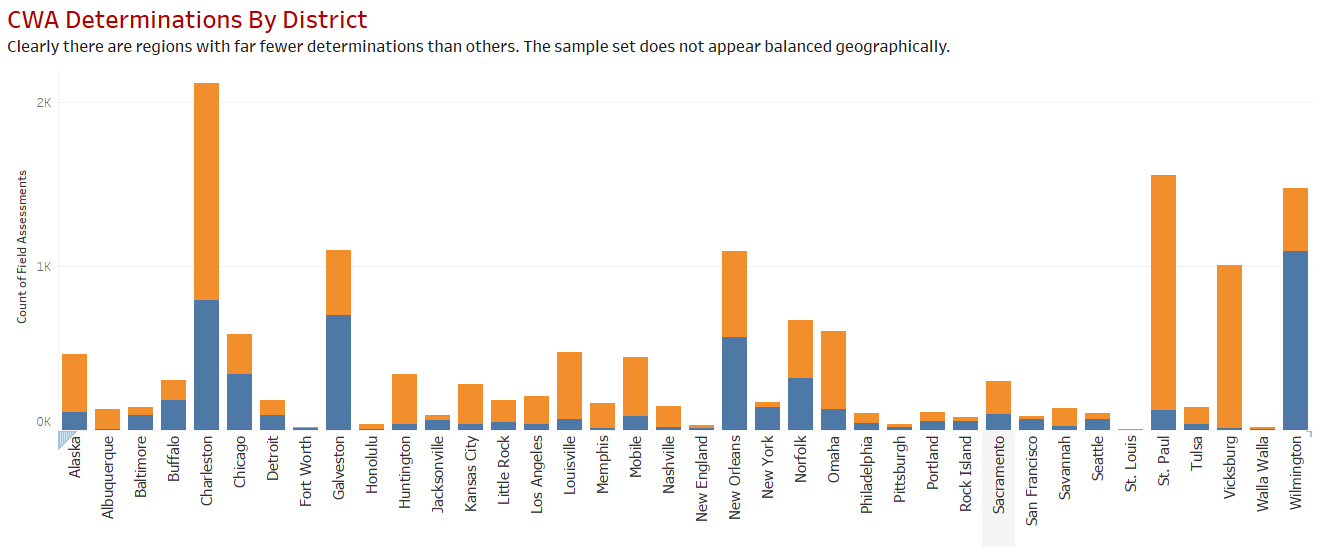 CWA Determinations By District
Clearly there are regions with far fewer determinations than others. The sample set does not appear balanced geographically.
2K
1K
0K
Count of Field Assessments
Alaska
Albuquerque
Baltimore
Buffalo
Charleston
Chicago
Detroit
Fort Worth
Galveston
Honolulu
Huntington
Jacksonville
Kansas City
Little Rock
Los Angeles
Louisville
Memphis
Mobile
Nashville
New England
New Orleans
New York
Norfolk
Omaha
Philadelphia
Pittsburgh
Portland
Rock Island
Sacramento
San Francisco
Savannah
Seattle
St. Louis
St. Paul
Tulsa
Vicksburg
Walla Walla
Wilmington